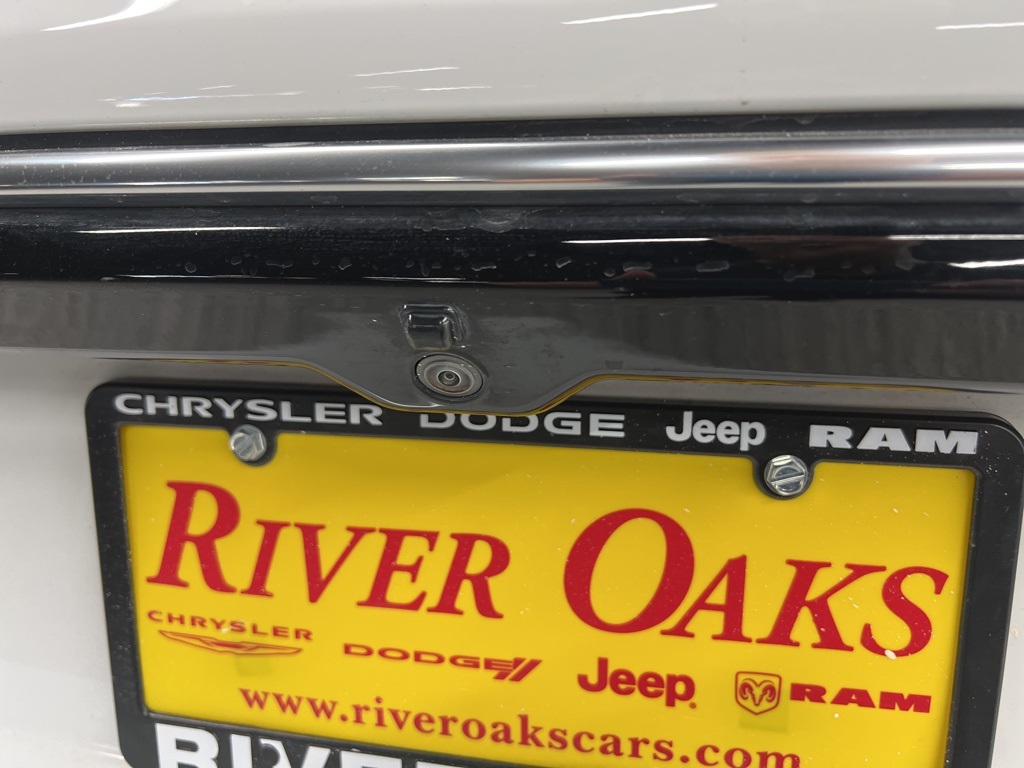 CHRYSLER DODGE Jeep RAM
RIVER OAKS
CHRYSLER DODGE Jeep RAM
www.riveroakscars.com